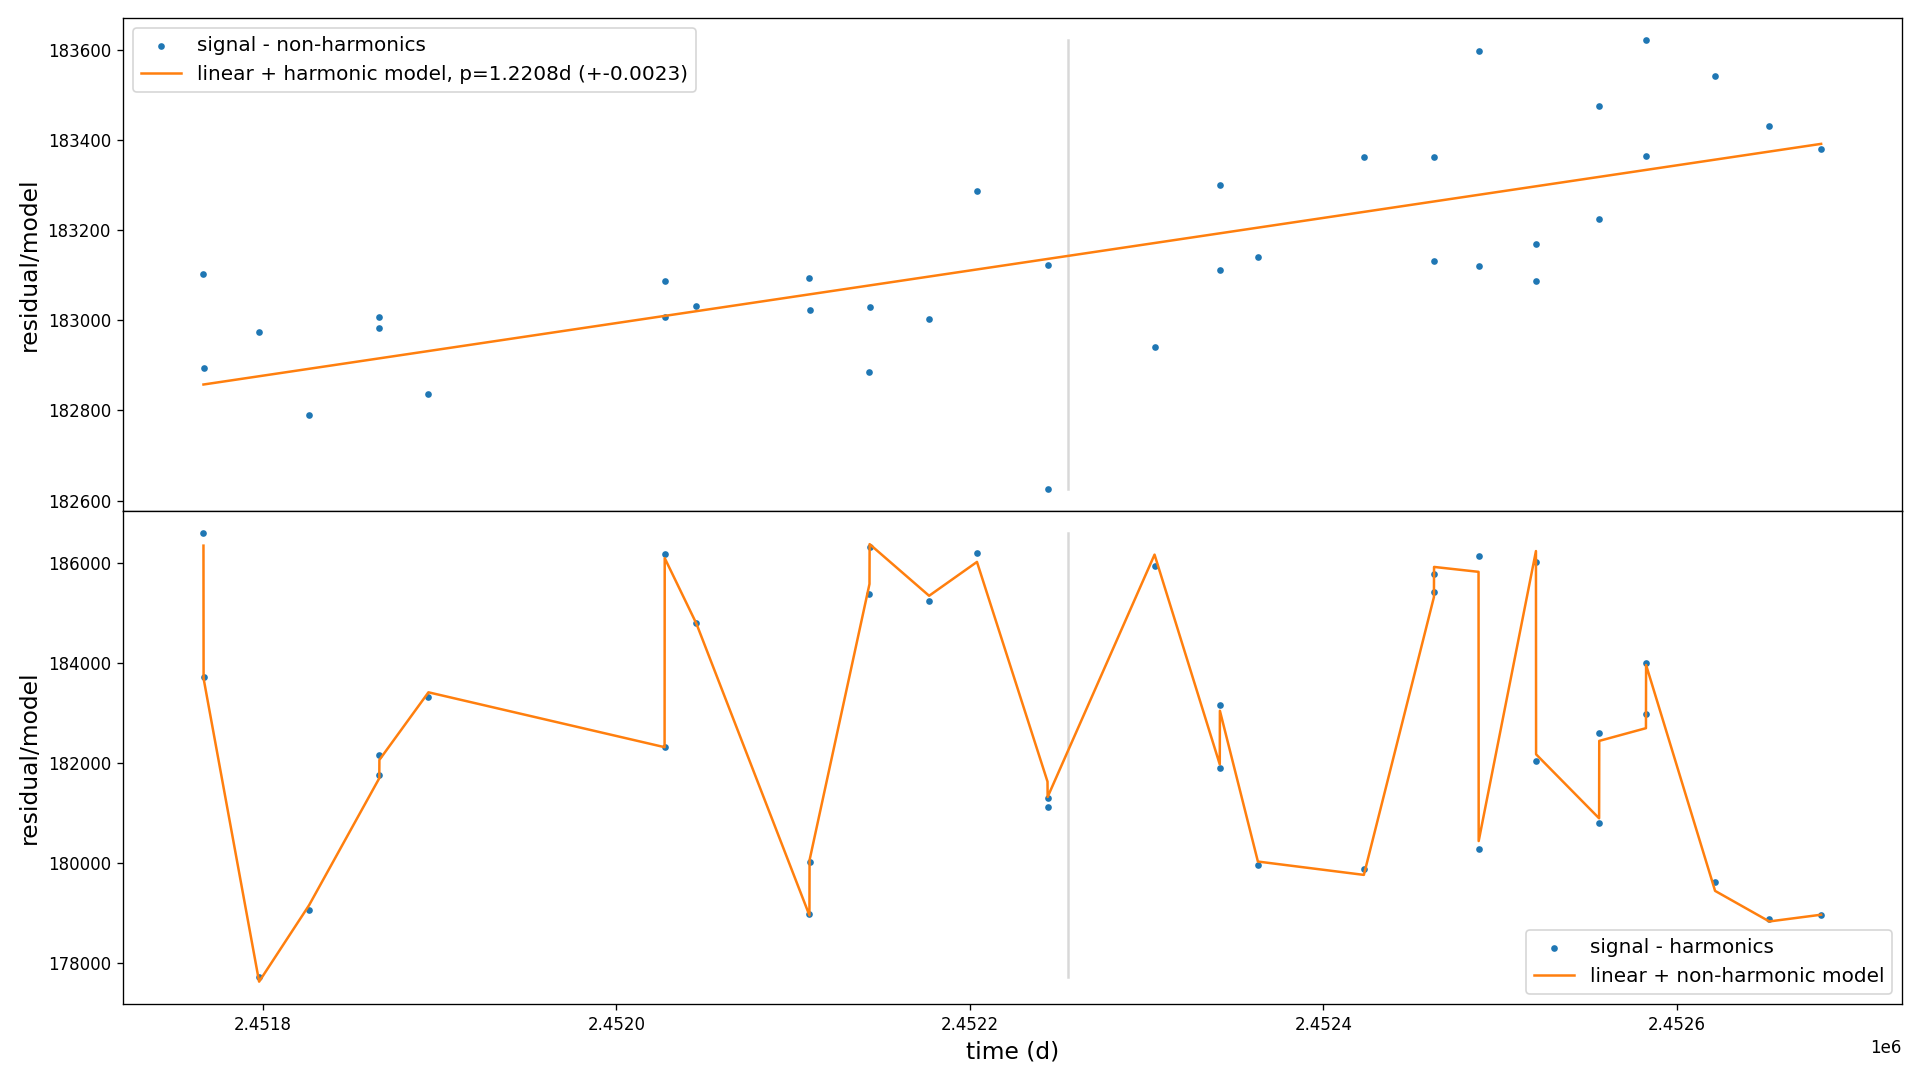 signal - non-harmonics
linear + harmonic model, p=1.2208d (+-0.0023)
183600
183400
183200
183000
182800
182600
residual/model
186000
184000
182000
180000
178000
residual/model
signal - harmonics
linear + non-harmonic model
2.4518
2.4520
2.4522
2.4524
2.4526
1e6
time (d)